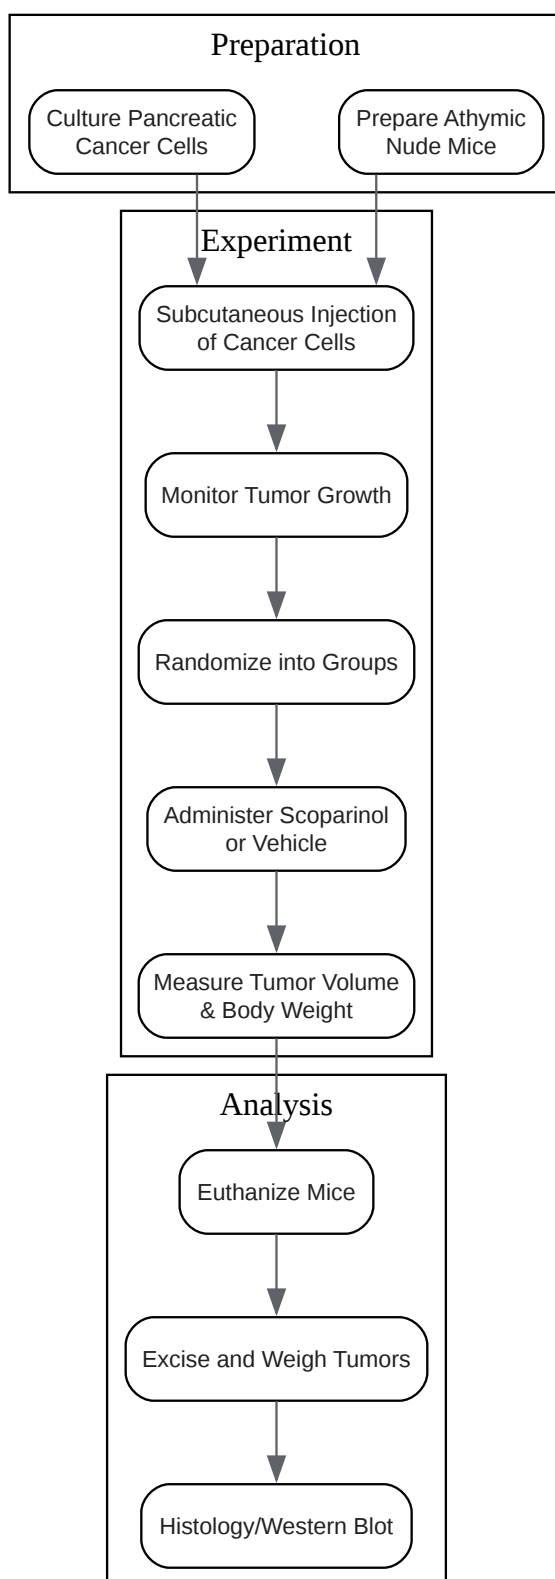 Preparation
Culture Pancreatic
Cancer Cells
Prepare Athymic
Nude Mice
Experiment
Subcutaneous Injection
of Cancer Cells
Monitor Tumor Growth
Randomize into Groups
Administer Scoparinol
or Vehicle
Measure Tumor Volume
& Body Weight
Analysis
Euthanize Mice
Excise and Weigh Tumors
Histology/Western Blot